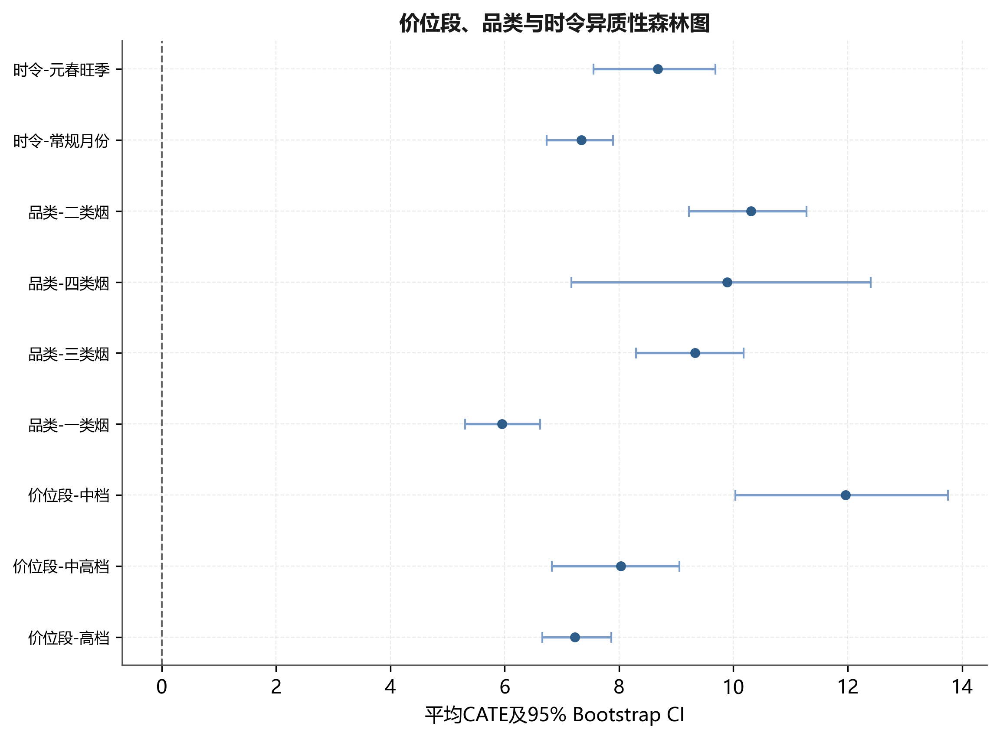 价位段、品类与时令异质性森林图
时令-元春旺季
时令-常规月份
品类-二类烟
品类-四类烟
品类-三类烟
品类-一类烟
价位段-中档
价位段-中高档
价位段-高档
0 2 4 6 8 10 12 14
平均CATE及95% Bootstrap CI